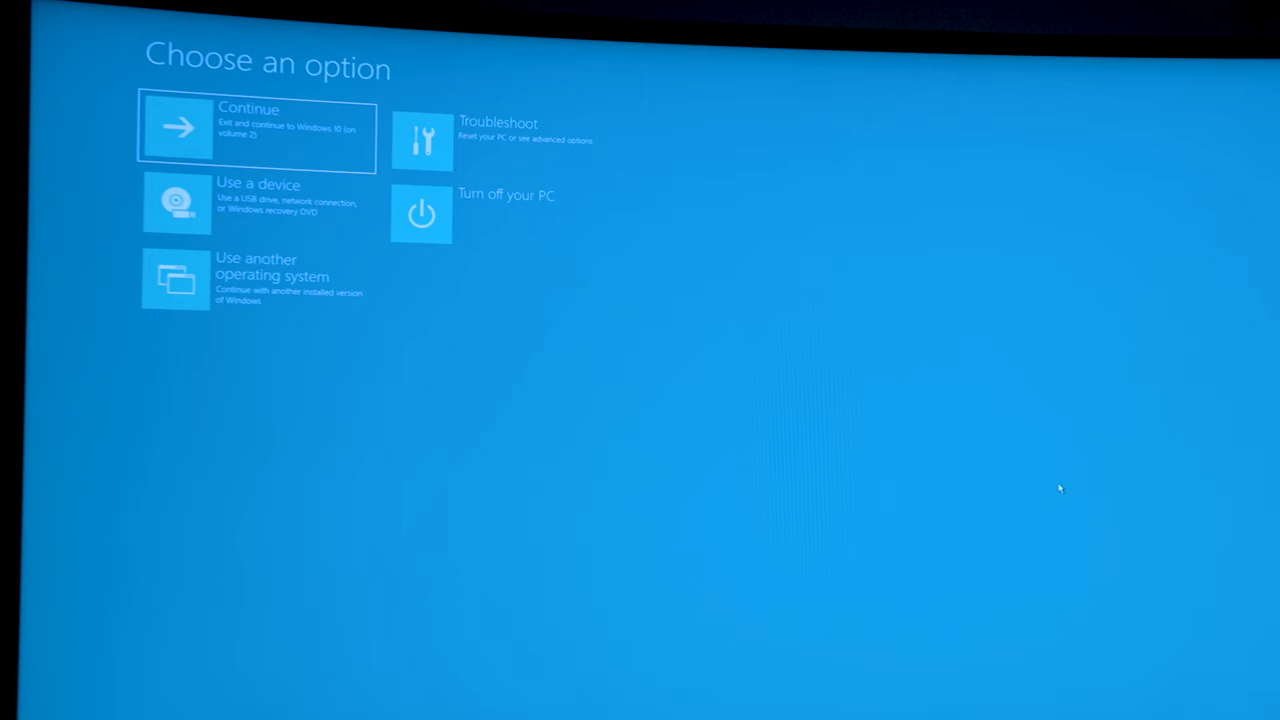 Choose an option
Continue
Exit and continue to Windows 10 (on
volume 2)
Use a device
Use a USB drive, network connection,
or Windows recovery DVD
Use another
operating system
Continue with another installed version
of Windows.
Troubleshoot
Reset your PC or see advanced options
Turn off your PC